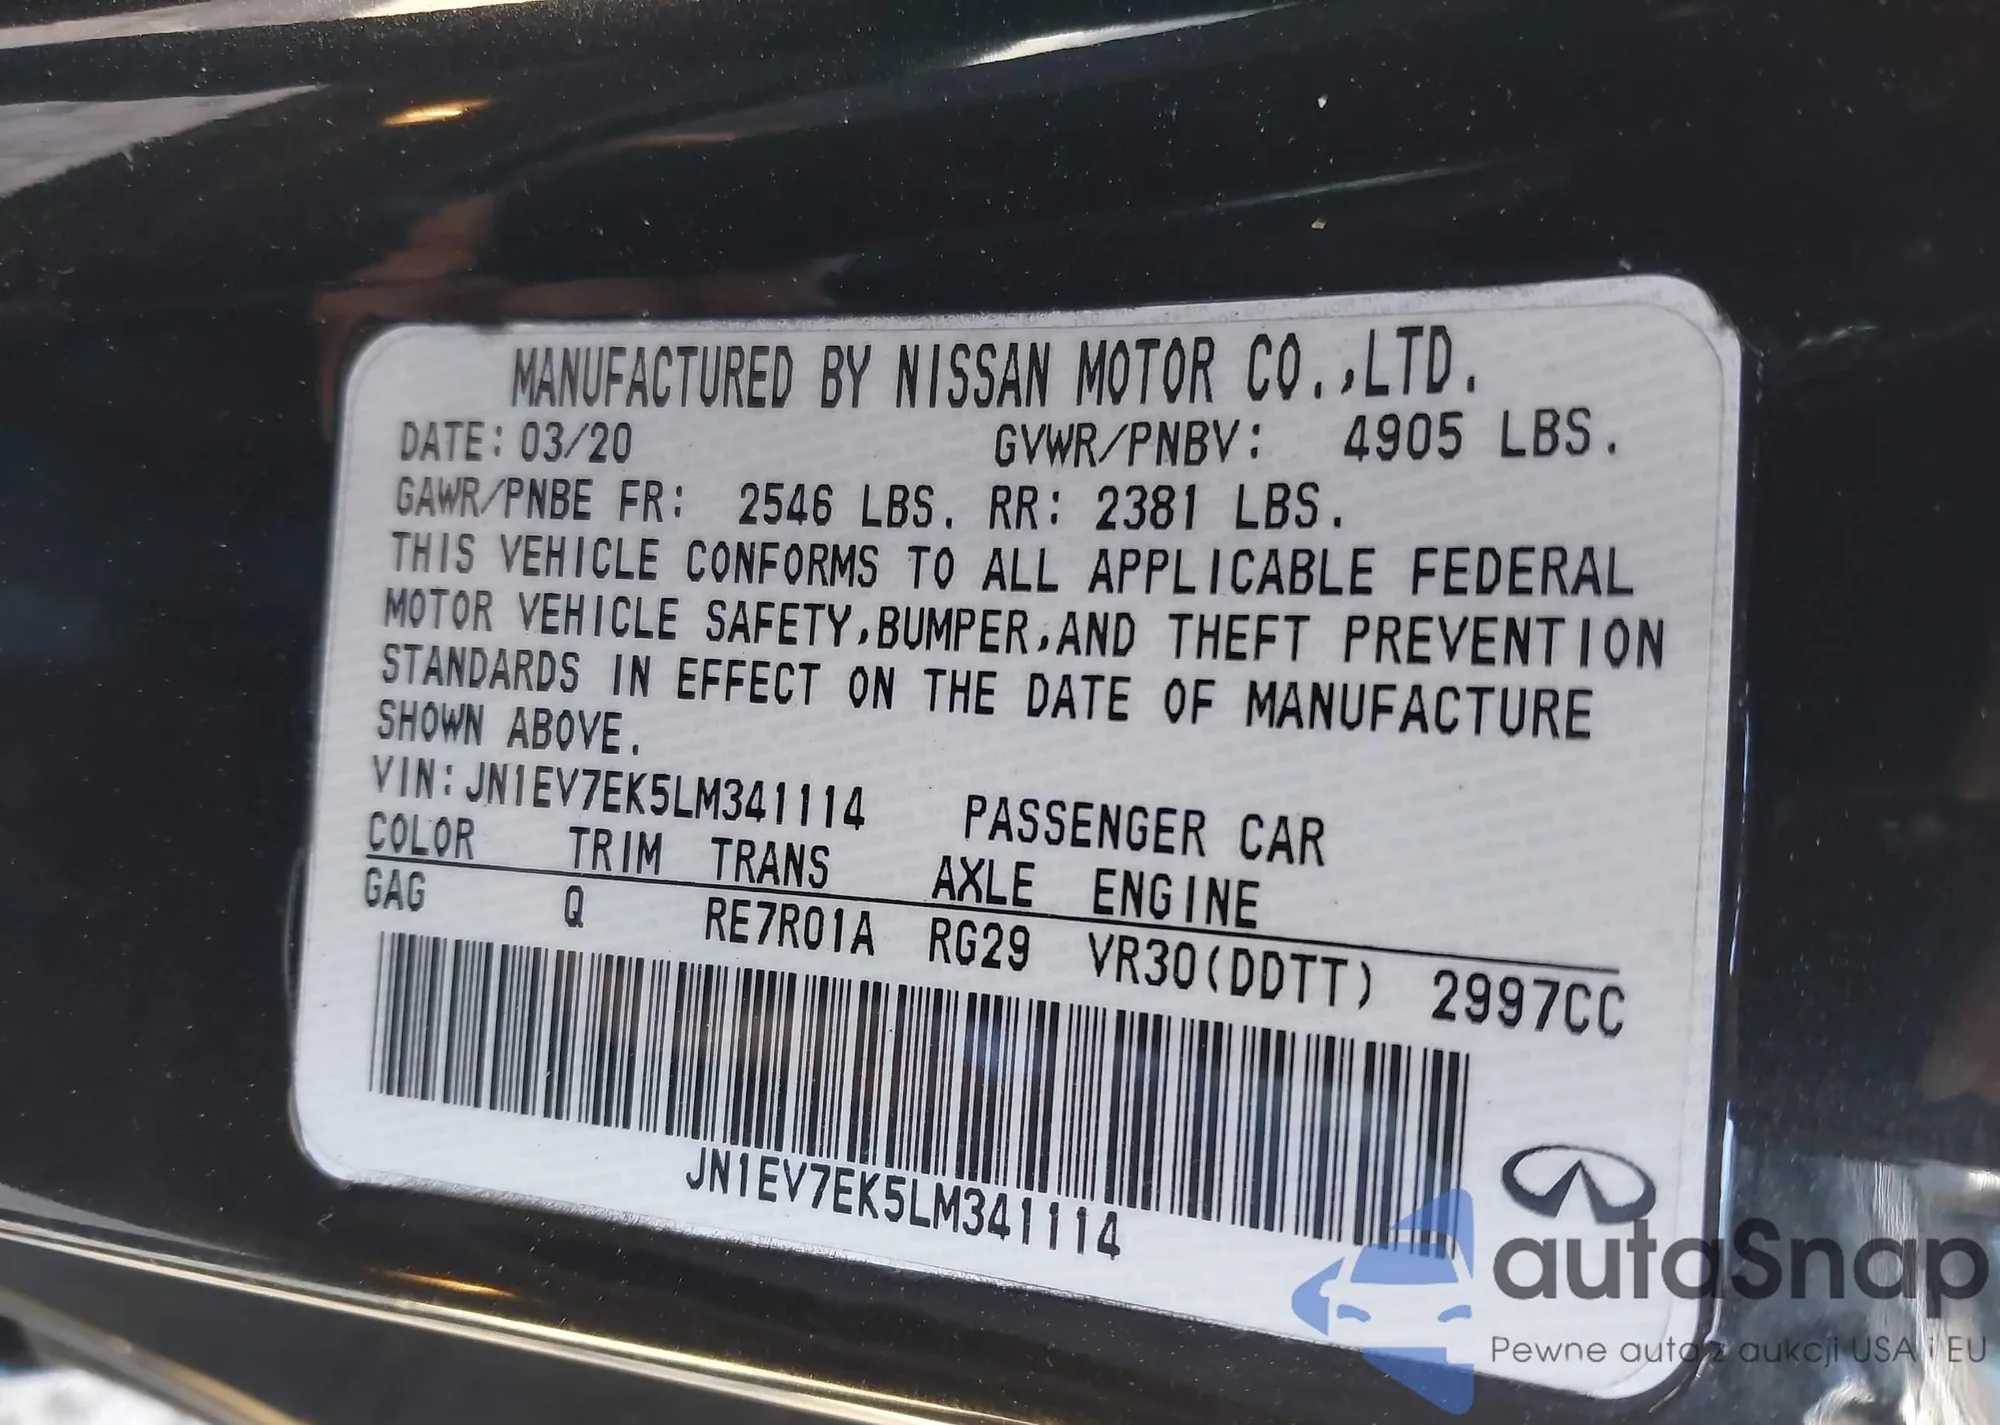 MANUFACTURED BY NISSAN MOTOR CO.,LTD.
DATE: 03/20 GVWR/PNBV: 4905 LBS.
GAWR/PNBE FR: 2546 LBS. RR: 2381 LBS.
THIS VEHICLE CONFORMS TO ALL APPLICABLE FEDERAL
MOTOR VEHICLE SAFETY,BUMPER,AND THEFT PREVENTION
STANDARDS IN EFFECT ON THE DATE OF MANUFACTURE
SHOWN ABOVE.
VIN:JN1EV7EK5LM341114 PASSENGER CAR
COLOR TRIM TRANS AXLE ENGINE
GAG Q RE7R01A RG29 VR30(DDTT) 2997CC
JN1EV7EK5LM341114
autaSnap
Pewne auta z aukcji USA i EU